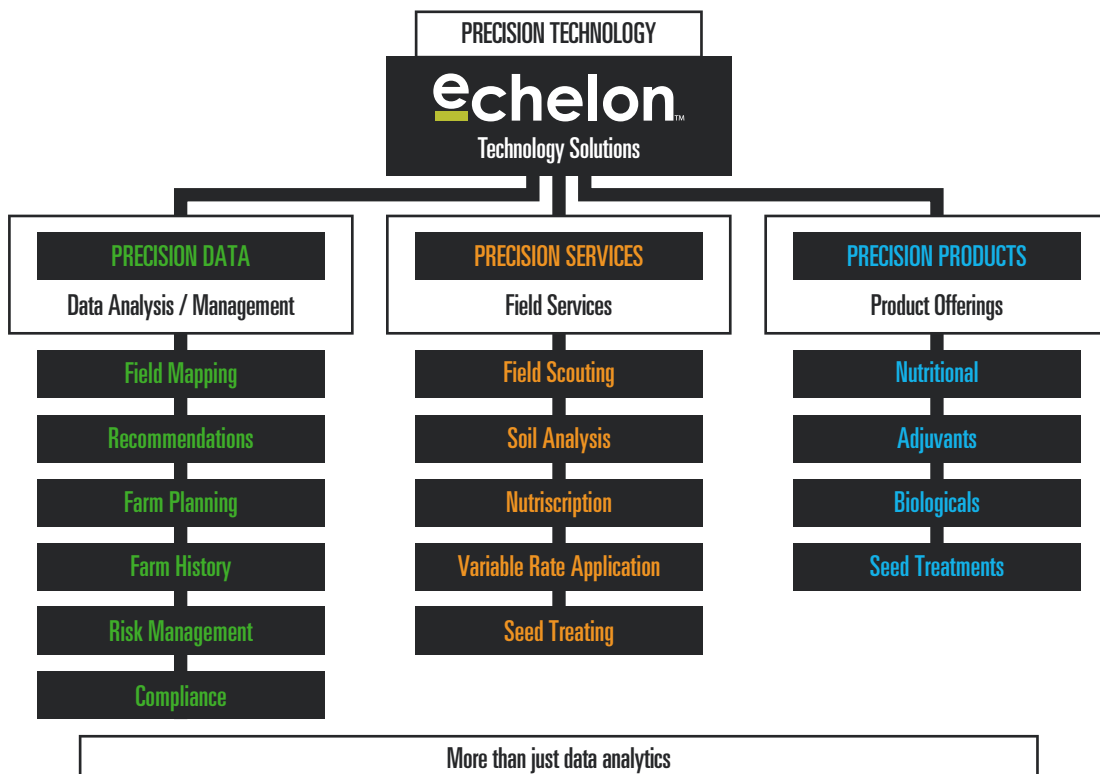 PRECISION TECHNOLOGY
echelon™
Technology Solutions
PRECISION DATA
Data Analysis / Management
Field Mapping
Recommendations
Farm Planning
Farm History
Risk Management
Compliance
PRECISION SERVICES
Field Services
Field Scouting
Soil Analysis
Nutriscription
Variable Rate Application
Seed Treating
PRECISION PRODUCTS
Product Offerings
Nutritional
Adjuvants
Biologicals
Seed Treatments
More than just data analytics